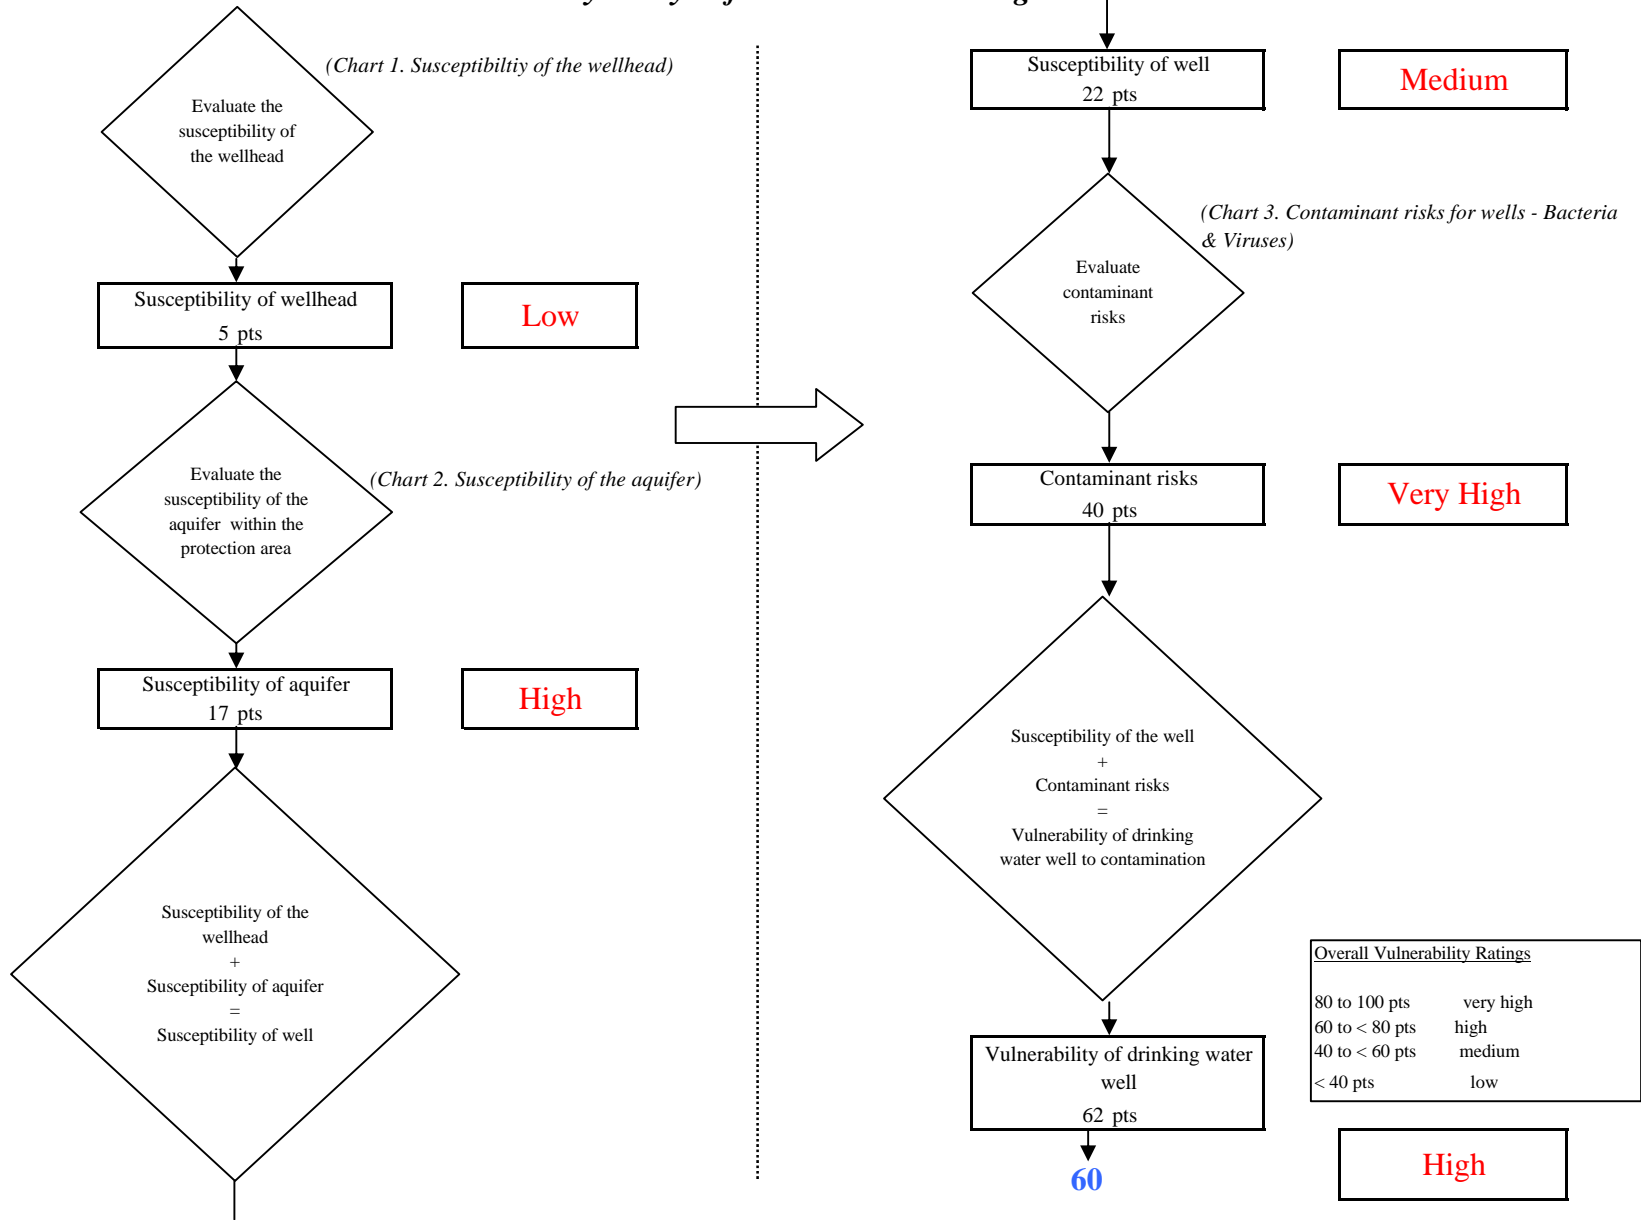 (Chart 1. Susceptibiltiy of the wellhead)
Evaluate the
susceptibility of
the wellhead
Susceptibility of wellhead
5 pts
Low
Evaluate the
susceptibility of the
aquifer within the
protection area
(Chart 2. Susceptibility of the aquifer)
Susceptibility of aquifer
17 pts
High
Susceptibility of the
wellhead
+
Susceptibility of aquifer
=
Susceptibility of well
Susceptibility of well
22 pts
Medium
(Chart 3. Contaminant risks for wells - Bacteria
& Viruses)
Evaluate
contaminant
risks
Contaminant risks
40 pts
Very High
Susceptibility of the well
+
Contaminant risks
=
Vulnerability of drinking
water well to contamination
Overall Vulnerability Ratings
80 to 100 pts very high
60 to < 80 pts high
40 to < 60 pts medium
< 40 pts low
Vulnerability of drinking water
well
62 pts
60
High